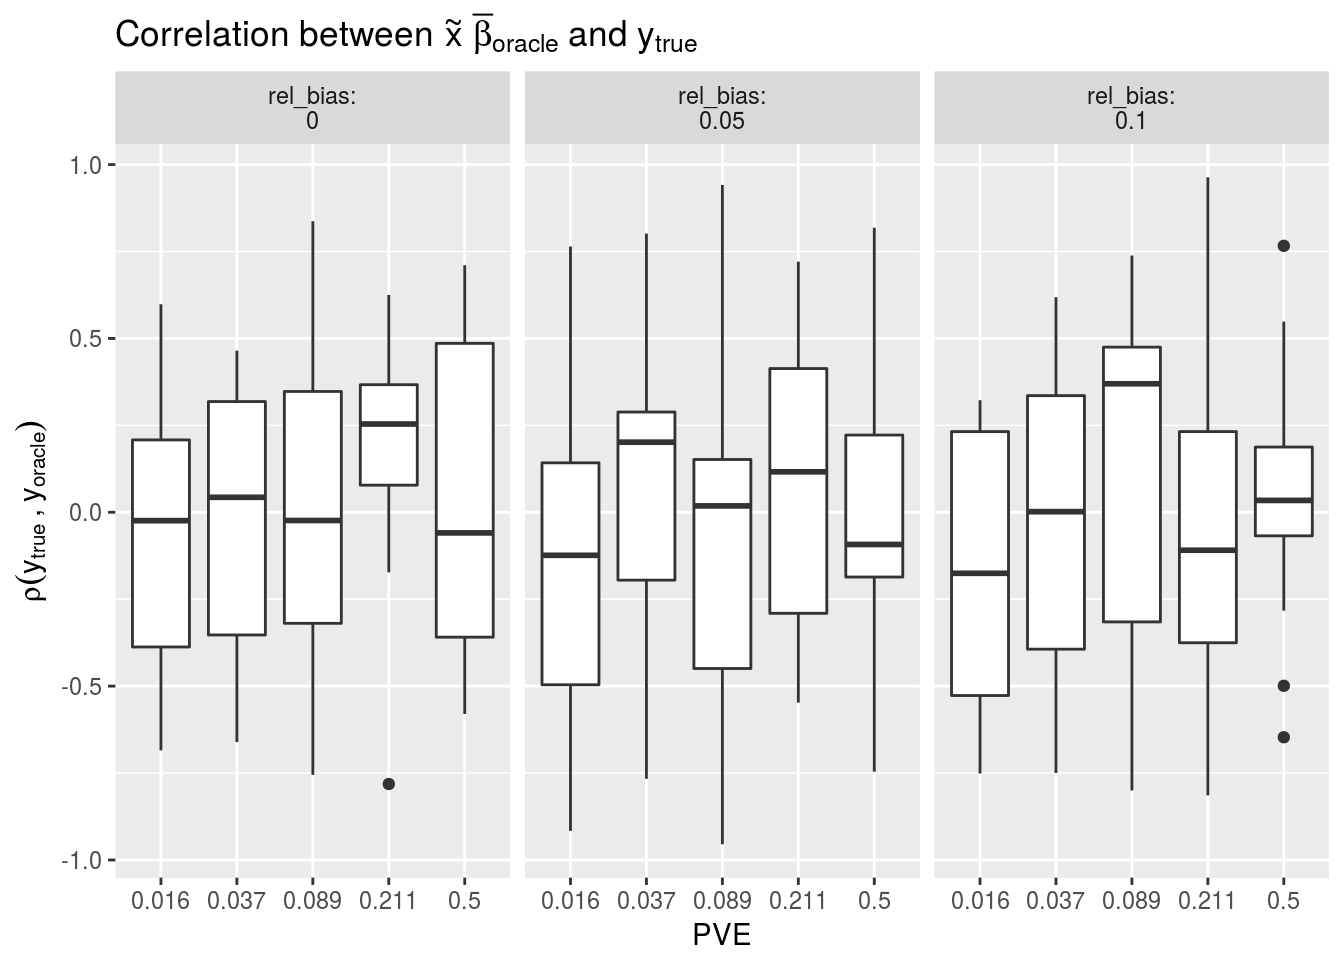 Correlation between x̃ β̅oracle and ytrue
rel_bias:
0
rel_bias:
0.05
rel_bias:
0.1
1.0
0.5
0.0
-0.5
-1.0
ρ(ytrue , yoracle)
0.016 0.037 0.089 0.211 0.5
0.016 0.037 0.089 0.211 0.5
0.016 0.037 0.089 0.211 0.5
PVE